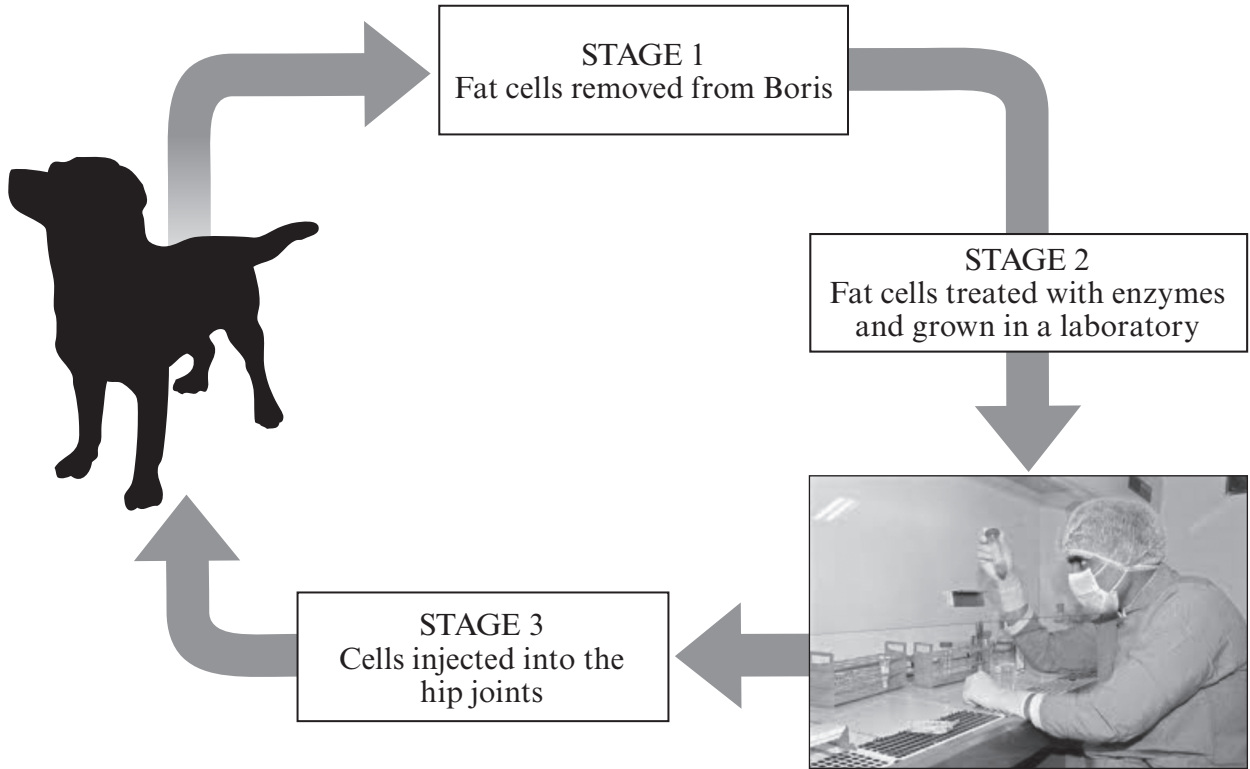 STAGE 1
Fat cells removed from Boris
STAGE 2
Fat cells treated with enzymes
and grown in a laboratory
STAGE 3
Cells injected into the
hip joints